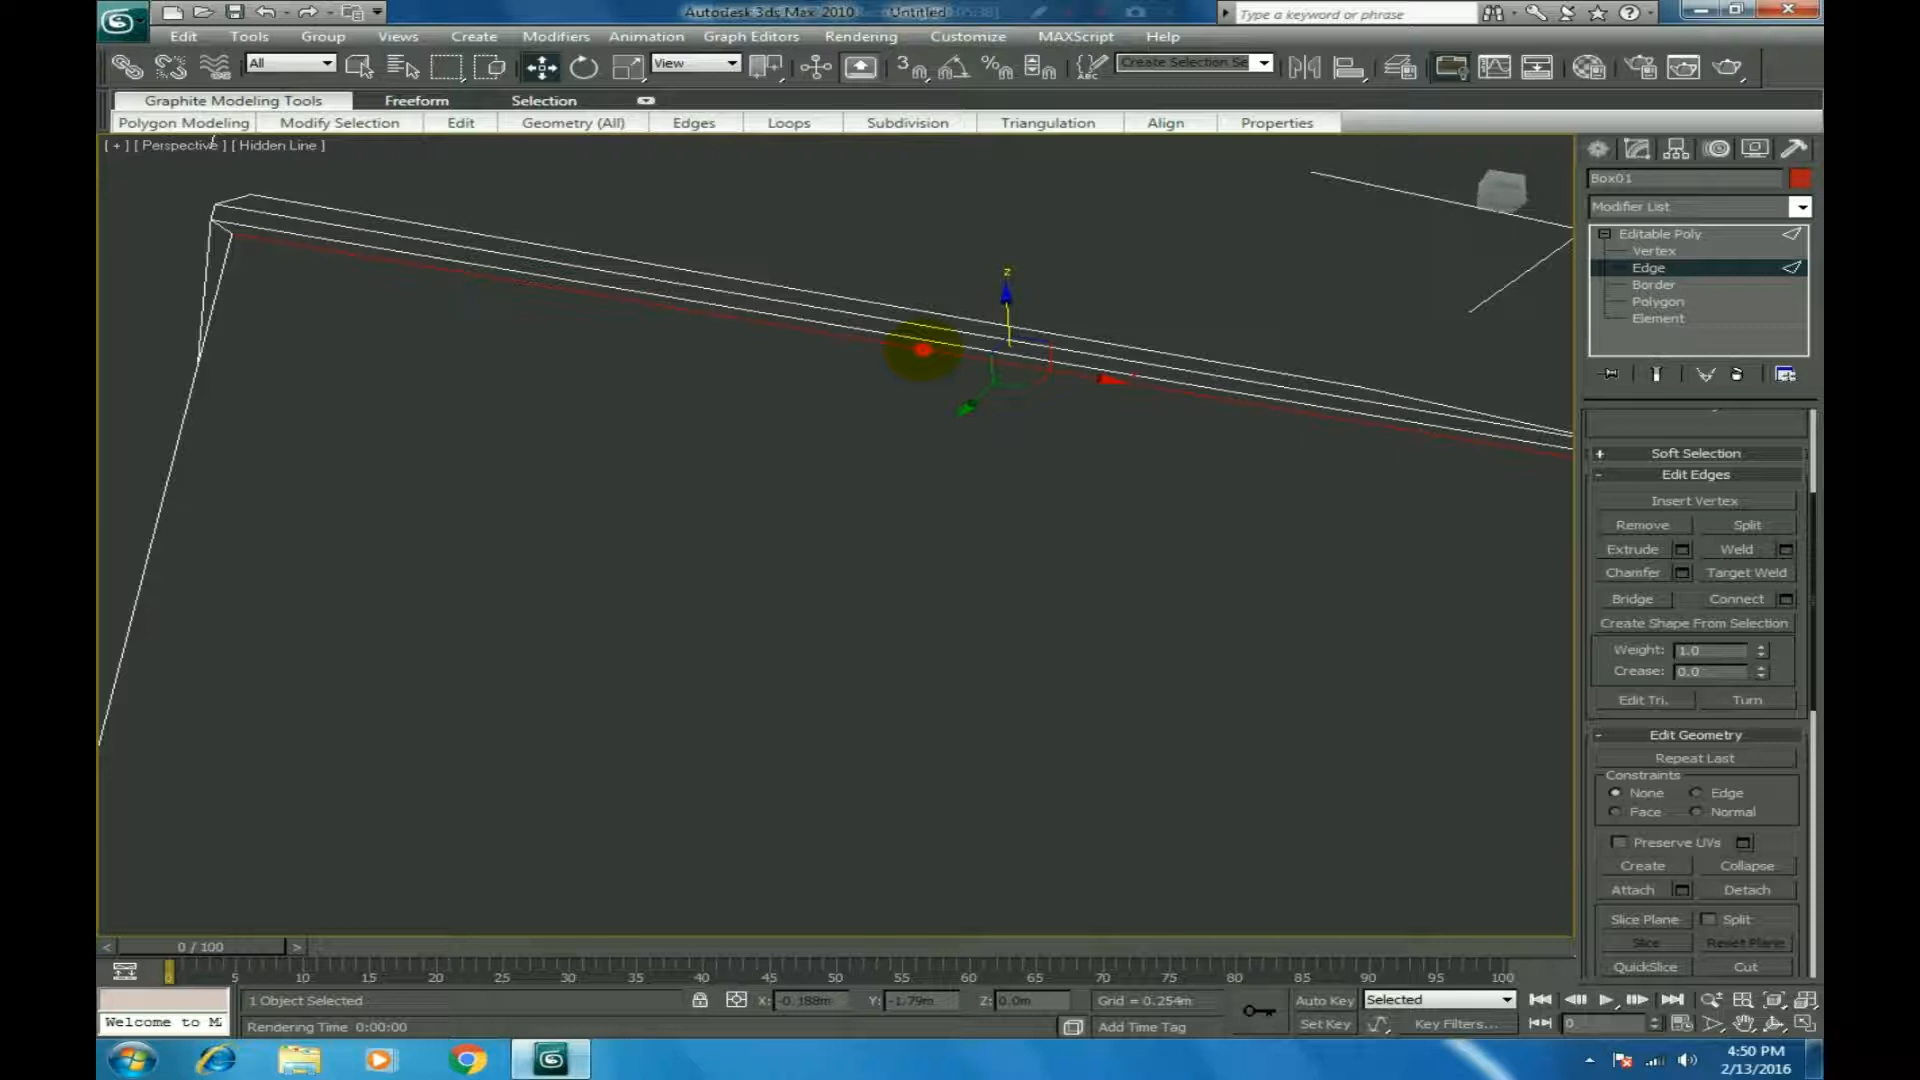 Autodesk 3ds Max 2010
Untitled
Type a keyword or phrase
Edit Tools Group Views Create Modifiers Animation Graph Editors Rendering Customize MAXScript Help
All
View
3
Create Selection Se
Graphite Modeling Tools Freeform Selection
Polygon Modeling Modify Selection Edit Geometry (All) Edges Loops Subdivision Triangulation Align Properties
[ + ] [ Perspective ] [ Hidden Line ]
z
Box01
Modifier List
Editable Poly
Vertex
Edge
Border
Polygon
Element
+ Soft Selection
- Edit Edges
Insert Vertex
Remove Split
Extrude Weld
Chamfer Target Weld
Bridge Connect
Create Shape From Selection
Weight: 1.0
Crease: 0.0
Edit Tri. Turn
- Edit Geometry
Repeat Last
Constraints
None Edge
Face Normal
Preserve UVs
Create Collapse
Attach Detach
Slice Plane Split
Slice Reset Plane
QuickSlice Cut
< 0 / 100 >
0 5 10 15 20 25 30 35 40 45 50 55 60 65 70 75 80 85 90 95 100
1 Object Selected X: -0.188m Y: -1.79m Z: 0.0m Grid = 0.254m Auto Key Selected
Welcome to M
Rendering Time 0:00:00 Add Time Tag Set Key Key Filters... 0
4:50 PM
2/13/2016